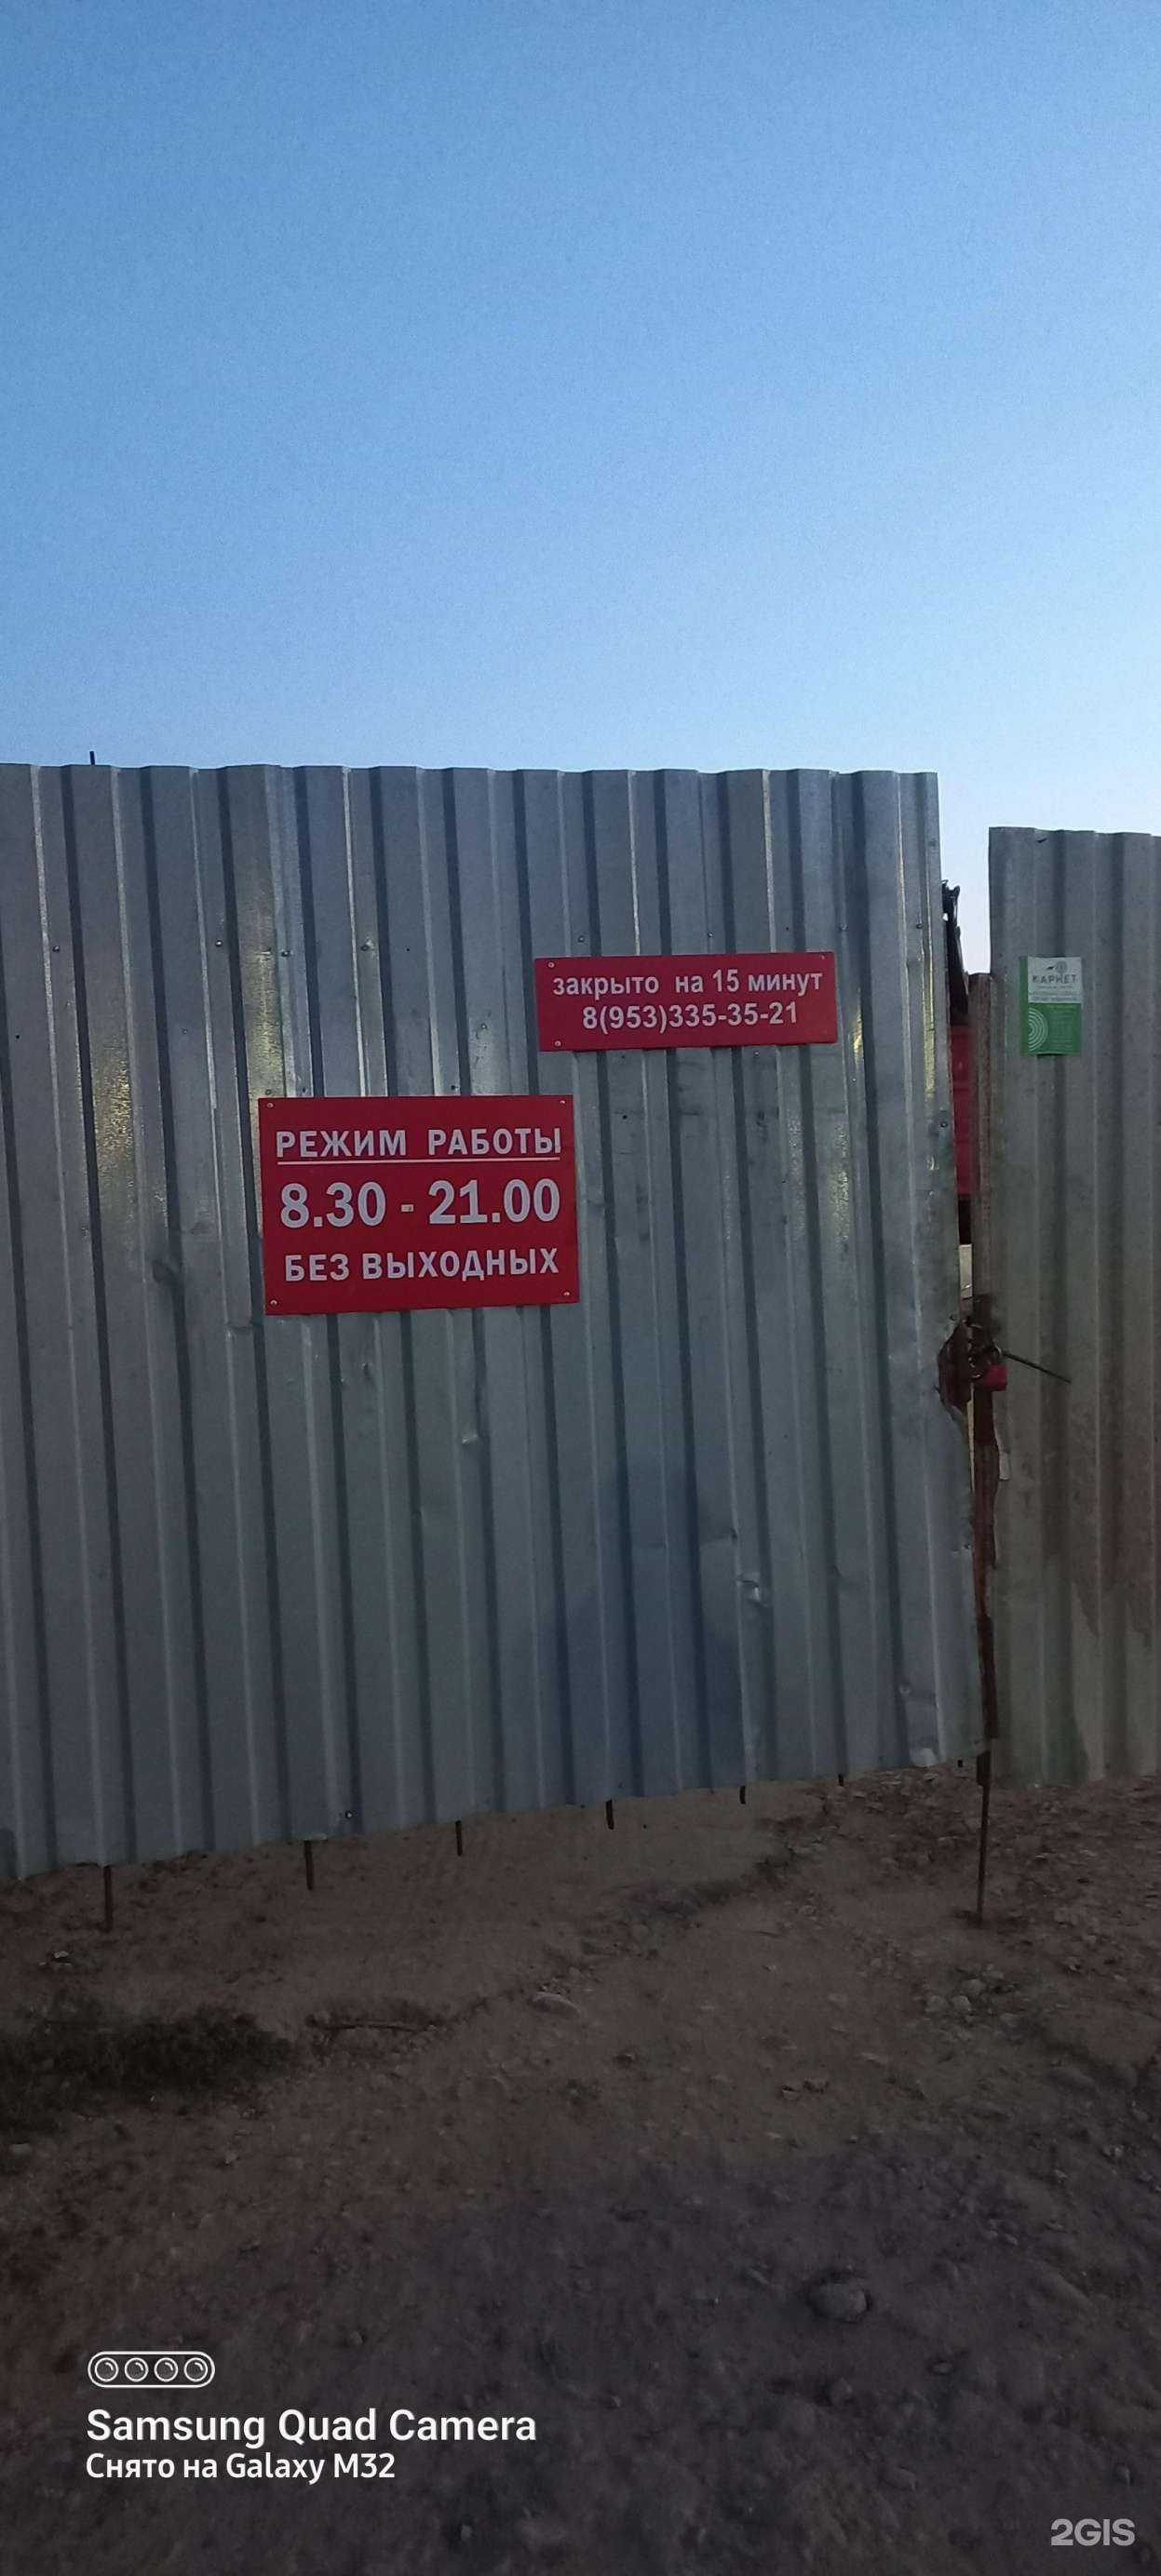 закрыто на 15 минут
8(953)335-35-21
КАРНЕТ
РЕЖИМ РАБОТЫ
8.30 - 21.00
БЕЗ ВЫХОДНЫХ
Samsung Quad Camera
Снято на Galaxy M32
2GIS